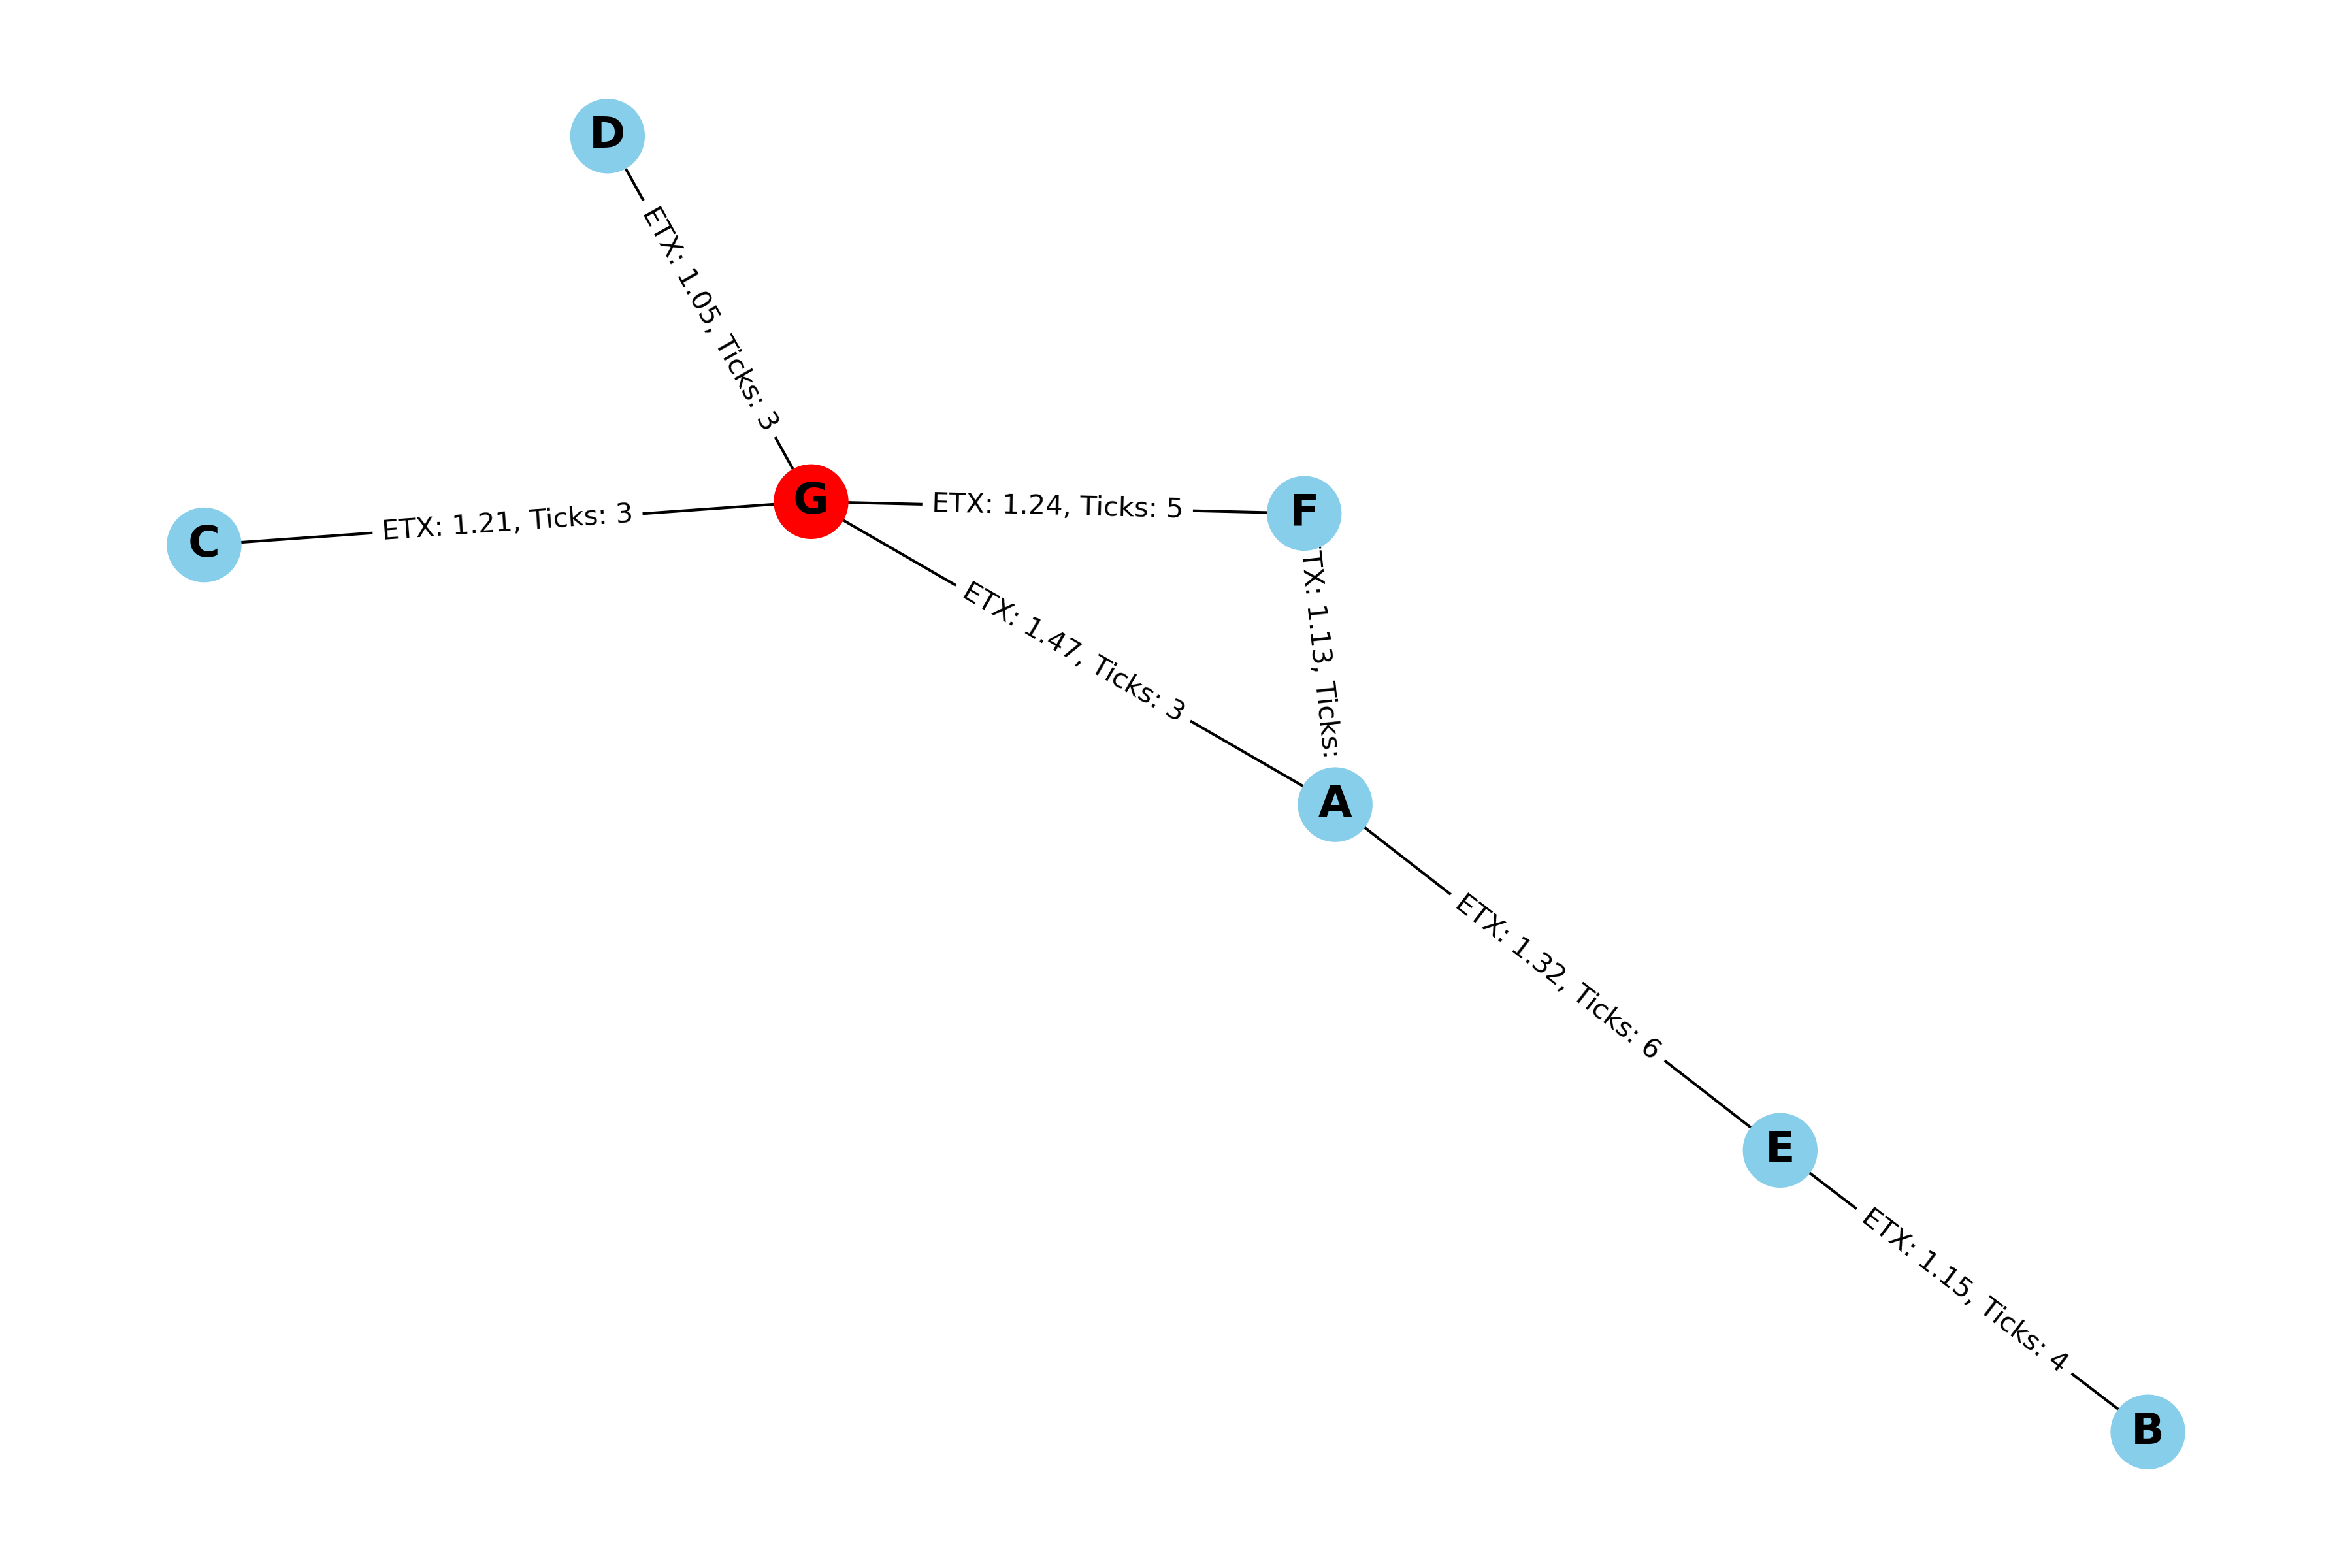 D
ETX: 1.05, Ticks: 3
G
F
C
ETX: 1.21, Ticks: 3
ETX: 1.24, Ticks: 5
TX: 1.13, Ticks:
ETX: 1.47, Ticks: 3
A
ETX: 1.32, Ticks: 6
E
ETX: 1.15, Ticks: 4
B